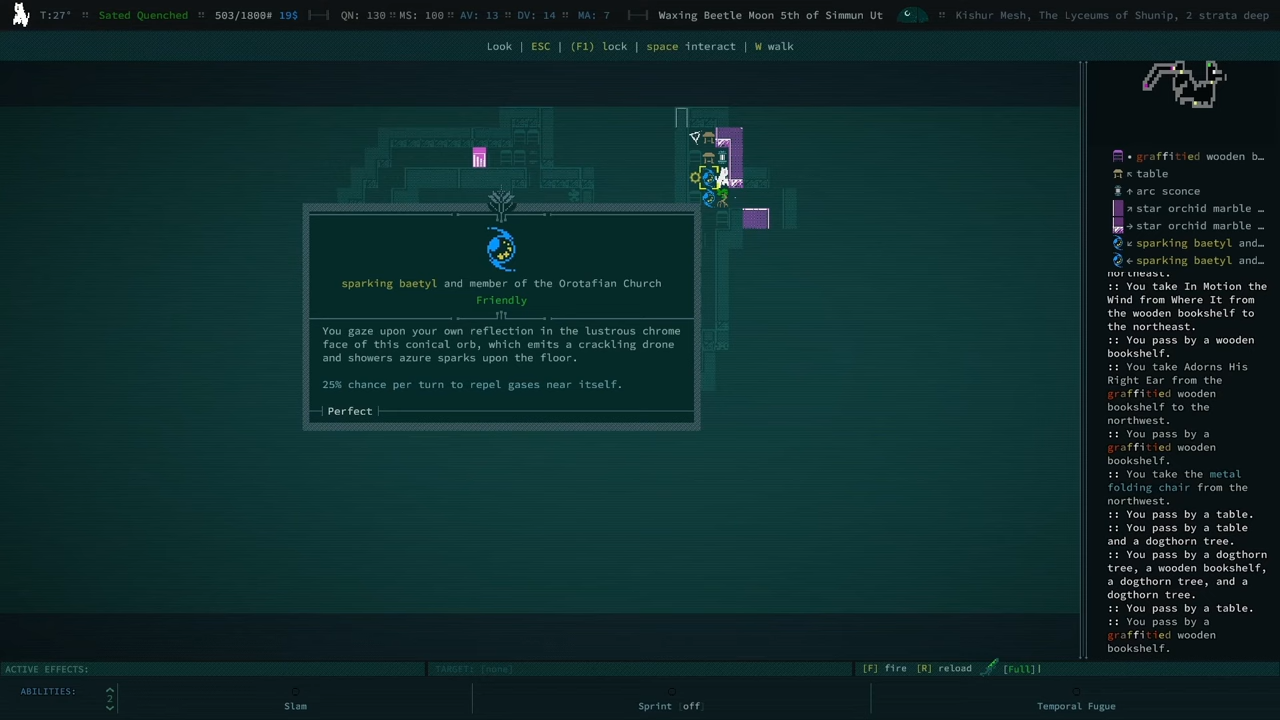 T:27° :: Sated Quenched :: 503/1800# 19$ QN: 130 :: MS: 100 :: AV: 13 :: DV: 14 :: MA: 7 Waxing Beetle Moon 5th of Simmun Ut Kishur Mesh, The Lyceums of Shunip, 2 strata deep
Look | ESC | (F1) lock | space interact | W walk
sparking baetyl and member of the Orotafian Church
Friendly
You gaze upon your own reflection in the lustrous chrome
face of this conical orb, which emits a crackling drone
and showers azure sparks upon the floor.
25% chance per turn to repel gases near itself.
Perfect
graffitied wooden b…
table
arc sconce
star orchid marble …
star orchid marble …
sparking baetyl and…
sparking baetyl and…
northeast.
:: You take In Motion the
Wind from Where It from
the wooden bookshelf to
the northeast.
:: You pass by a wooden
bookshelf.
:: You take Adorns His
Right Ear from the
graffitied wooden
bookshelf to the
northwest.
:: You pass by a
graffitied wooden
bookshelf.
:: You take the metal
folding chair from the
northwest.
:: You pass by a table.
:: You pass by a table
and a dogthorn tree.
:: You pass by a dogthorn
tree, a wooden bookshelf,
a dogthorn tree, and a
dogthorn tree.
:: You pass by a table.
:: You pass by a
graffitied wooden
bookshelf.
ACTIVE EFFECTS: TARGET: [none] [F] fire [R] reload [Full]
ABILITIES: 2 Slam Sprint [off] Temporal Fugue